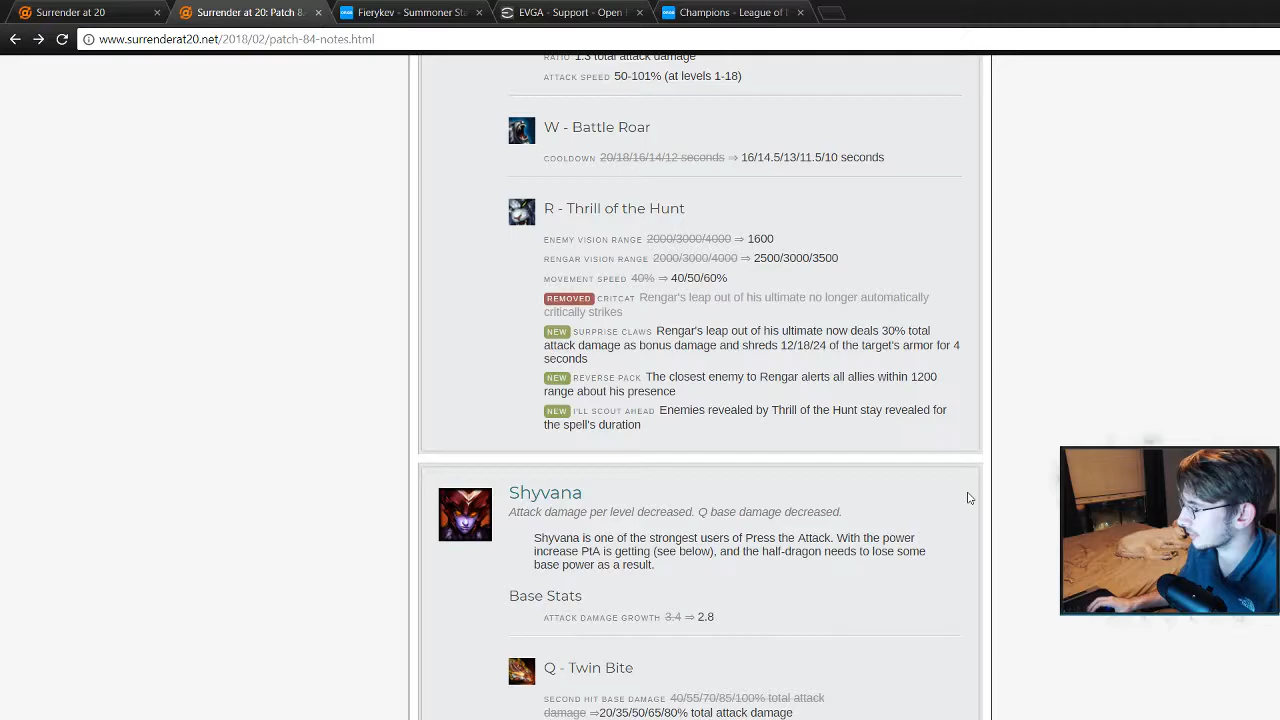 Surrender at 20
Surrender at 20: Patch 8.
Fierykev - Summoner Sta
EVGA - Support - Open
Champions - League of
www.surrenderat20.net/2018/02/patch-84-notes.html
RATIO 1.3 total attack damage
ATTACK SPEED 50-101% (at levels 1-18)
W - Battle Roar
COOLDOWN 20/18/16/14/12 seconds ⇒ 16/14.5/13/11.5/10 seconds
R - Thrill of the Hunt
ENEMY VISION RANGE 2000/3000/4000 ⇒ 1600
RENGAR VISION RANGE 2000/3000/4000 ⇒ 2500/3000/3500
MOVEMENT SPEED 40% ⇒ 40/50/60%
REMOVED CRITCAT Rengar's leap out of his ultimate no longer automatically
critically strikes
NEW SURPRISE CLAWS Rengar's leap out of his ultimate now deals 30% total
attack damage as bonus damage and shreds 12/18/24 of the target's armor for 4
seconds
NEW REVERSE PACK The closest enemy to Rengar alerts all allies within 1200
range about his presence
NEW I'LL SCOUT AHEAD Enemies revealed by Thrill of the Hunt stay revealed for
the spell's duration
Shyvana
Attack damage per level decreased. Q base damage decreased.
Shyvana is one of the strongest users of Press the Attack. With the power
increase PtA is getting (see below), and the half-dragon needs to lose some
base power as a result.
Base Stats
ATTACK DAMAGE GROWTH 3.4 ⇒ 2.8
Q - Twin Bite
SECOND HIT BASE DAMAGE 40/55/70/85/100% total attack
damage ⇒20/35/50/65/80% total attack damage